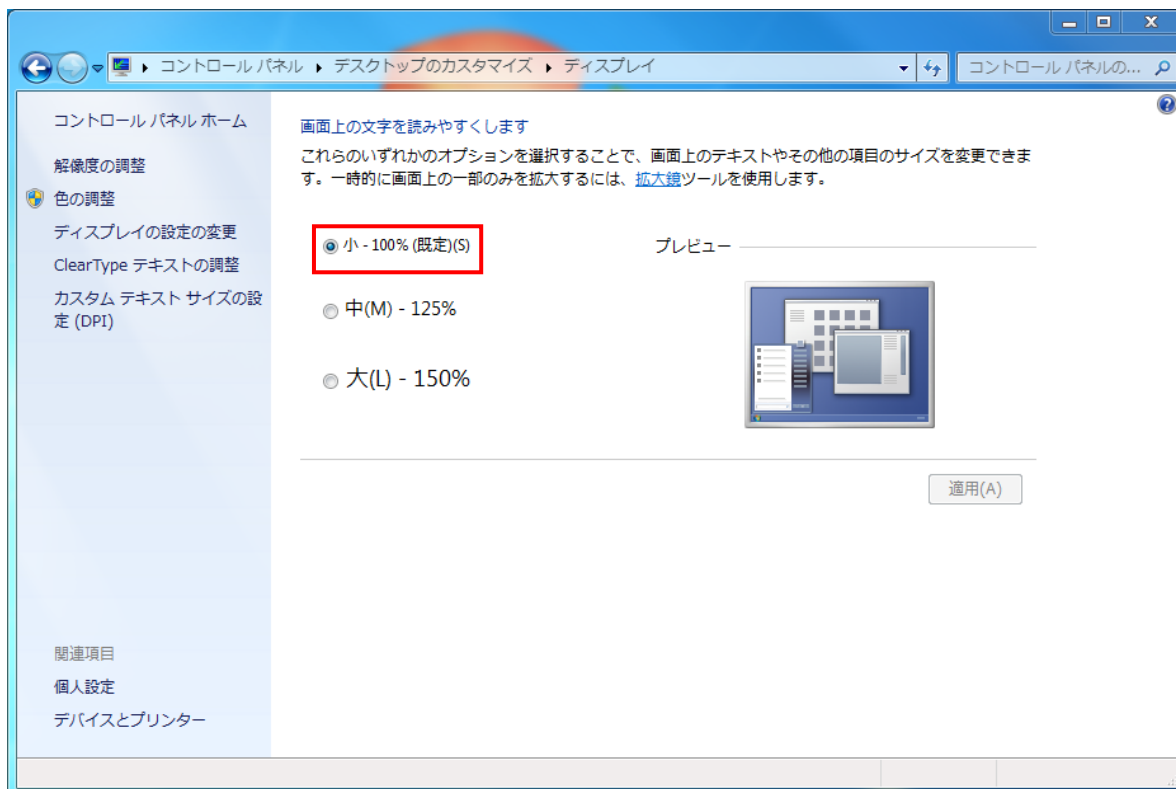 コントロール パネル ▸ デスクトップのカスタマイズ ▸ ディスプレイ
コントロール パネルの...
コントロール パネル ホーム
解像度の調整
色の調整
ディスプレイの設定の変更
ClearType テキストの調整
カスタム テキスト サイズの設
定 (DPI)
画面上の文字を読みやすくします
これらのいずれかのオプションを選択することで、画面上のテキストやその他の項目のサイズを変更できま
す。一時的に画面上の一部のみを拡大するには、拡大鏡ツールを使用します。
小 - 100% (既定)(S)
プレビュー
中(M) - 125%
大(L) - 150%
適用(A)
関連項目
個人設定
デバイスとプリンター